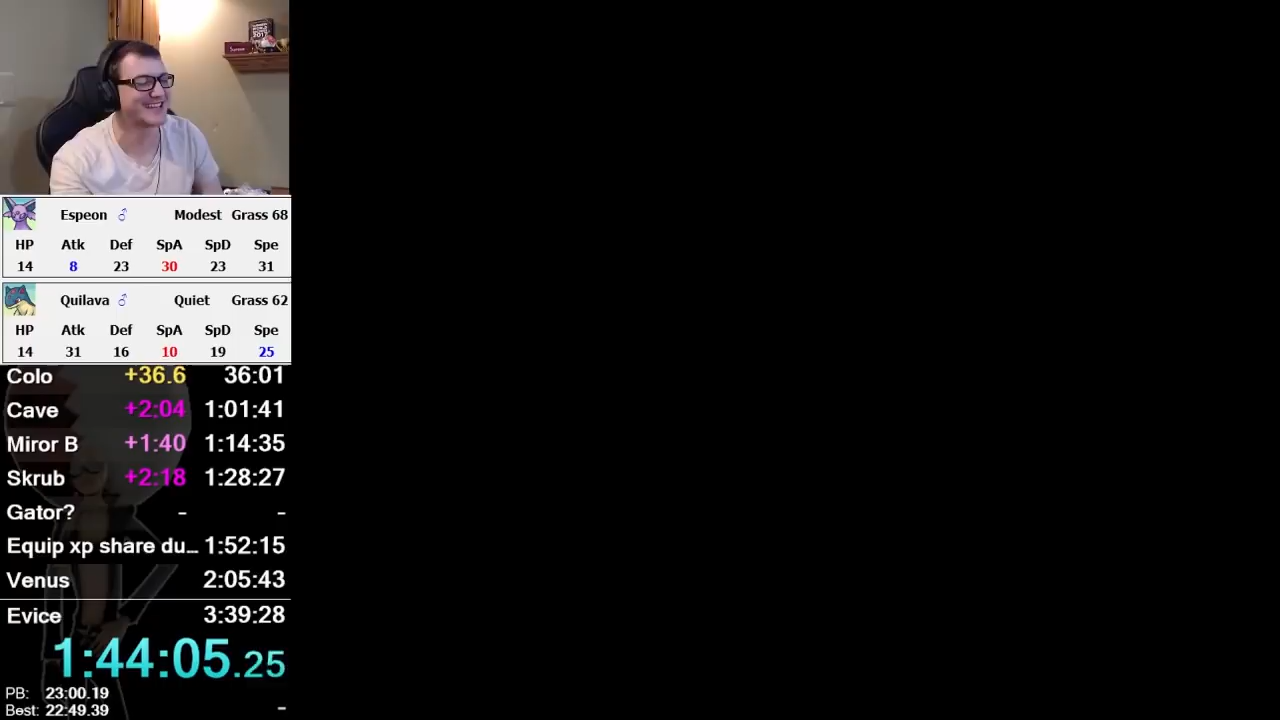 Espeon ♂ Modest Grass 68
HP Atk Def SpA SpD Spe
14 8 23 30 23 31
Quilava ♂ Quiet Grass 62
HP Atk Def SpA SpD Spe
14 31 16 10 19 25
Colo +36.6 36:01
Cave +2:04 1:01:41
Miror B +1:40 1:14:35
Skrub +2:18 1:28:27
Gator? - -
Equip xp share du... 1:52:15
Venus 2:05:43
Evice 3:39:28
1:44:05.25
PB: 23:00.19
Best: 22:49.39 -